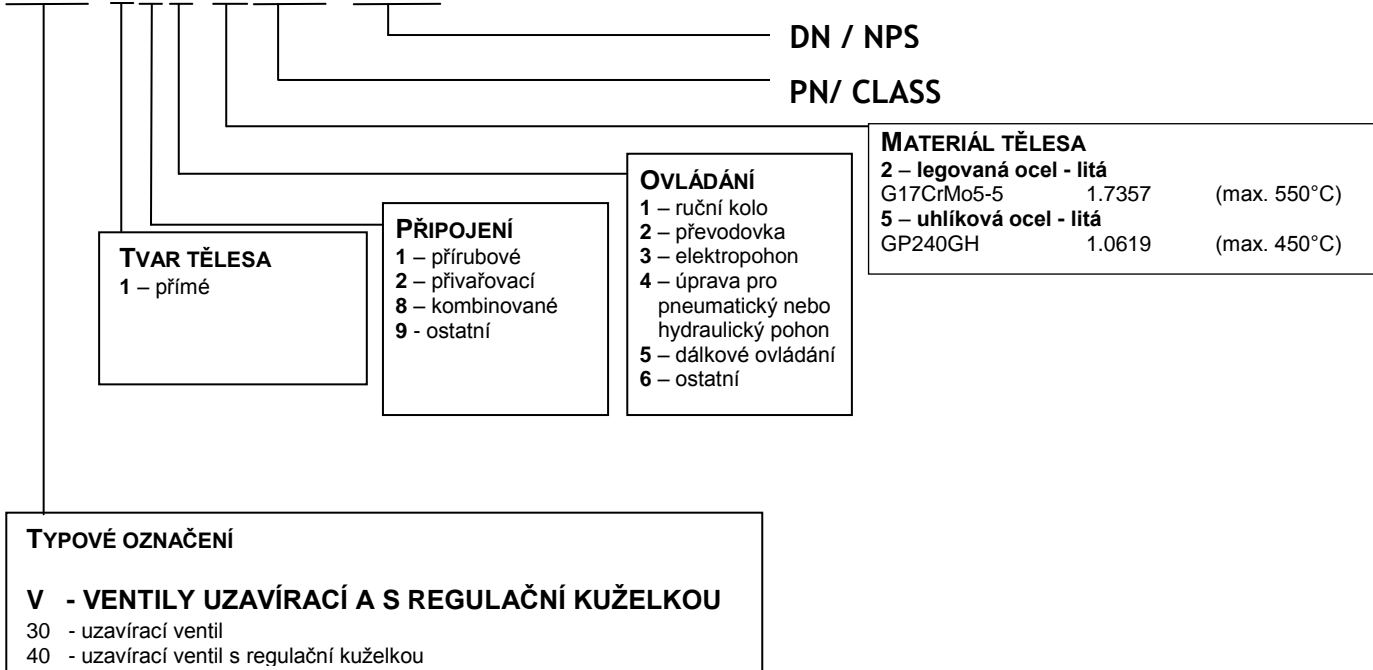 DN / NPS
PN/ CLASS
MATERIÁL TĚLESA
2 – legovaná ocel - litá
G17CrMo5-5 1.7357 (max. 550°C)
5 – uhlíková ocel - litá
GP240GH 1.0619 (max. 450°C)
OVLÁDÁNÍ
1 – ruční kolo
2 – převodovka
3 – elektropohon
4 – úprava pro
pneumatický nebo
hydraulický pohon
5 – dálkové ovládání
6 – ostatní
PŘIPOJENÍ
1 – přírubové
2 – přivařovací
8 – kombinované
9 - ostatní
TVAR TĚLESA
1 – přímé
TYPOVÉ OZNAČENÍ
V - VENTILY UZAVÍRACÍ A S REGULAČNÍ KUŽELKOU
30 - uzavírací ventil
40 - uzavírací ventil s regulační kuželkou